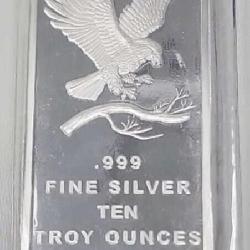 .999
FINE SILVER
TEN
TROY OUNCES